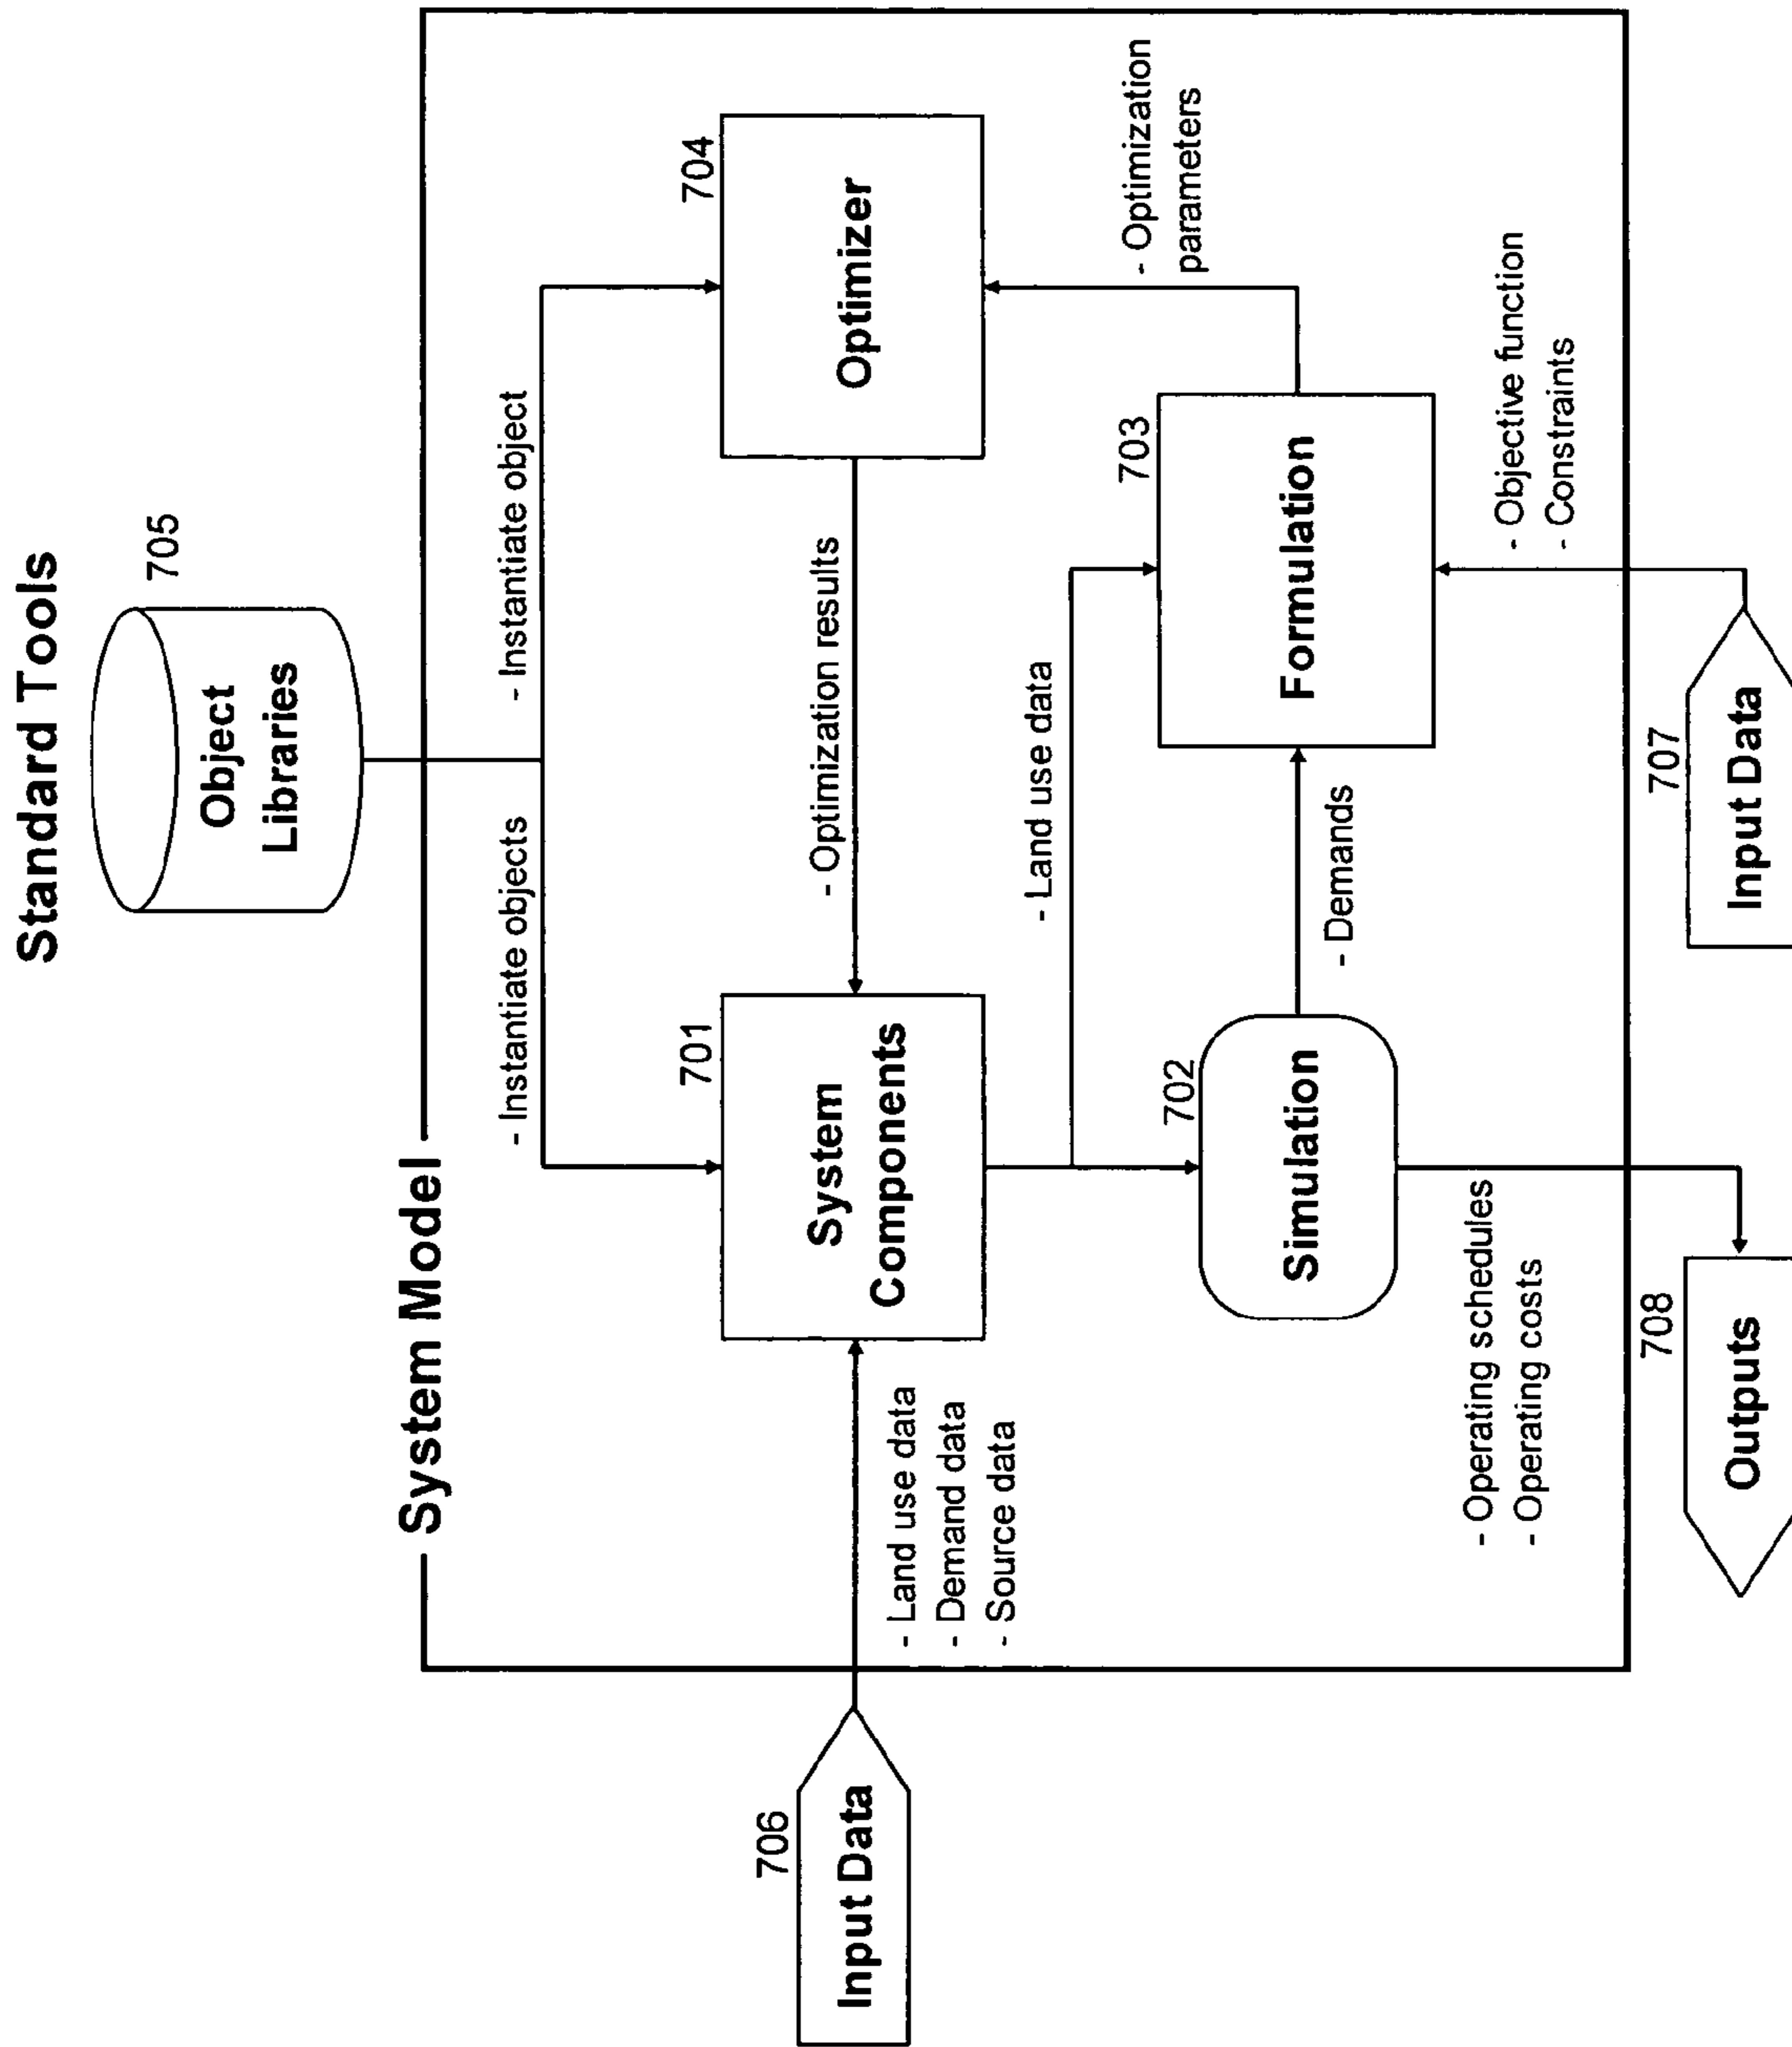 Standard Tools
705
Object
Libraries
System Model
- Instantiate objects
- Instantiate object
701
System
Components
704
Optimizer
- Optimization results
706
Input Data
- Land use data
- Demand data
- Source data
- Land use data
- Optimization
parameters
702
Simulation
- Demands
703
Formulation
- Operating schedules
- Operating costs
- Objective function
- Constraints
708
Outputs
707
Input Data